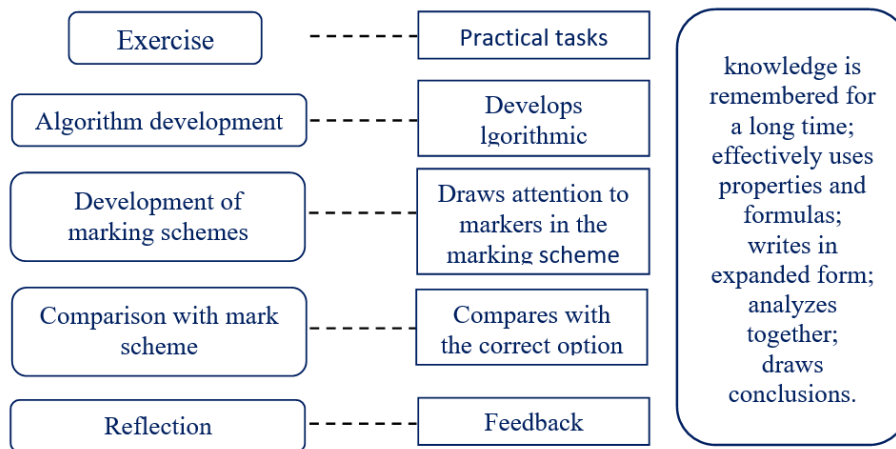 Exercise
Practical tasks
Algorithm development
Develops
lgorithmic
Development of
marking schemes
Draws attention to
markers in the
marking scheme
Comparison with mark
scheme
Compares with
the correct option
Reflection
Feedback
knowledge is
remembered for
a long time;
effectively uses
properties and
formulas;
writes in
expanded form;
analyzes
together;
draws
conclusions.